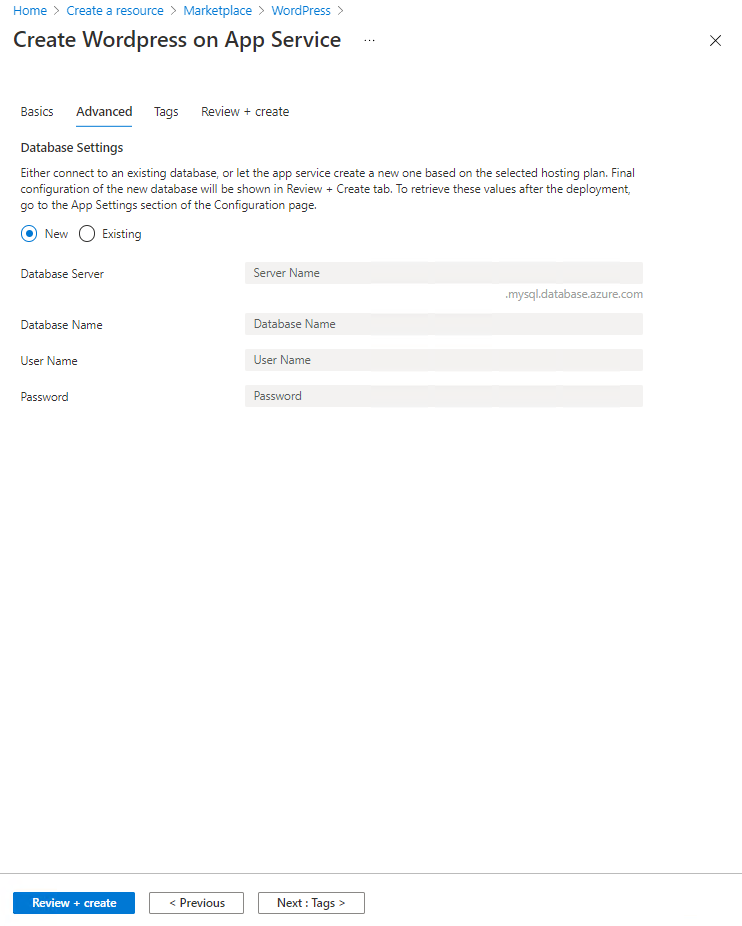 Home > Create a resource > Marketplace > WordPress >
Create Wordpress on App Service ...
Basics Advanced Tags Review + create
Database Settings
Either connect to an existing database, or let the app service create a new one based on the selected hosting plan. Final
configuration of the new database will be shown in Review + Create tab. To retrieve these values after the deployment,
go to the App Settings section of the Configuration page.
New Existing
Database Server Server Name
.mysql.database.azure.com
Database Name Database Name
User Name User Name
Password Password
Review + create < Previous Next : Tags >